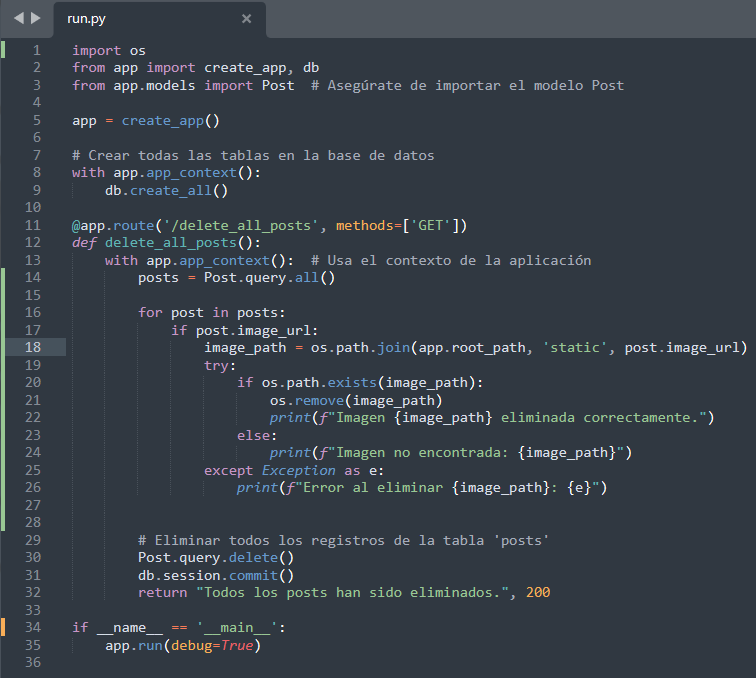 run.py
1 import os
2 from app import create_app, db
3 from app.models import Post  # Asegúrate de importar el modelo Post
4
5 app = create_app()
6
7 # Crear todas las tablas en la base de datos
8 with app.app_context():
9     db.create_all()
10
11 @app.route('/delete_all_posts', methods=['GET'])
12 def delete_all_posts():
13     with app.app_context():  # Usa el contexto de la aplicación
14         posts = Post.query.all()
15
16         for post in posts:
17             if post.image_url:
18                 image_path = os.path.join(app.root_path, 'static', post.image_url)
19                 try:
20                     if os.path.exists(image_path):
21                         os.remove(image_path)
22                         print(f"Imagen {image_path} eliminada correctamente.")
23                     else:
24                         print(f"Imagen no encontrada: {image_path}")
25                 except Exception as e:
26                     print(f"Error al eliminar {image_path}: {e}")
27
28
29         # Eliminar todos los registros de la tabla 'posts'
30         Post.query.delete()
31         db.session.commit()
32         return "Todos los posts han sido eliminados.", 200
33
34 if __name__ == '__main__':
35     app.run(debug=True)
36